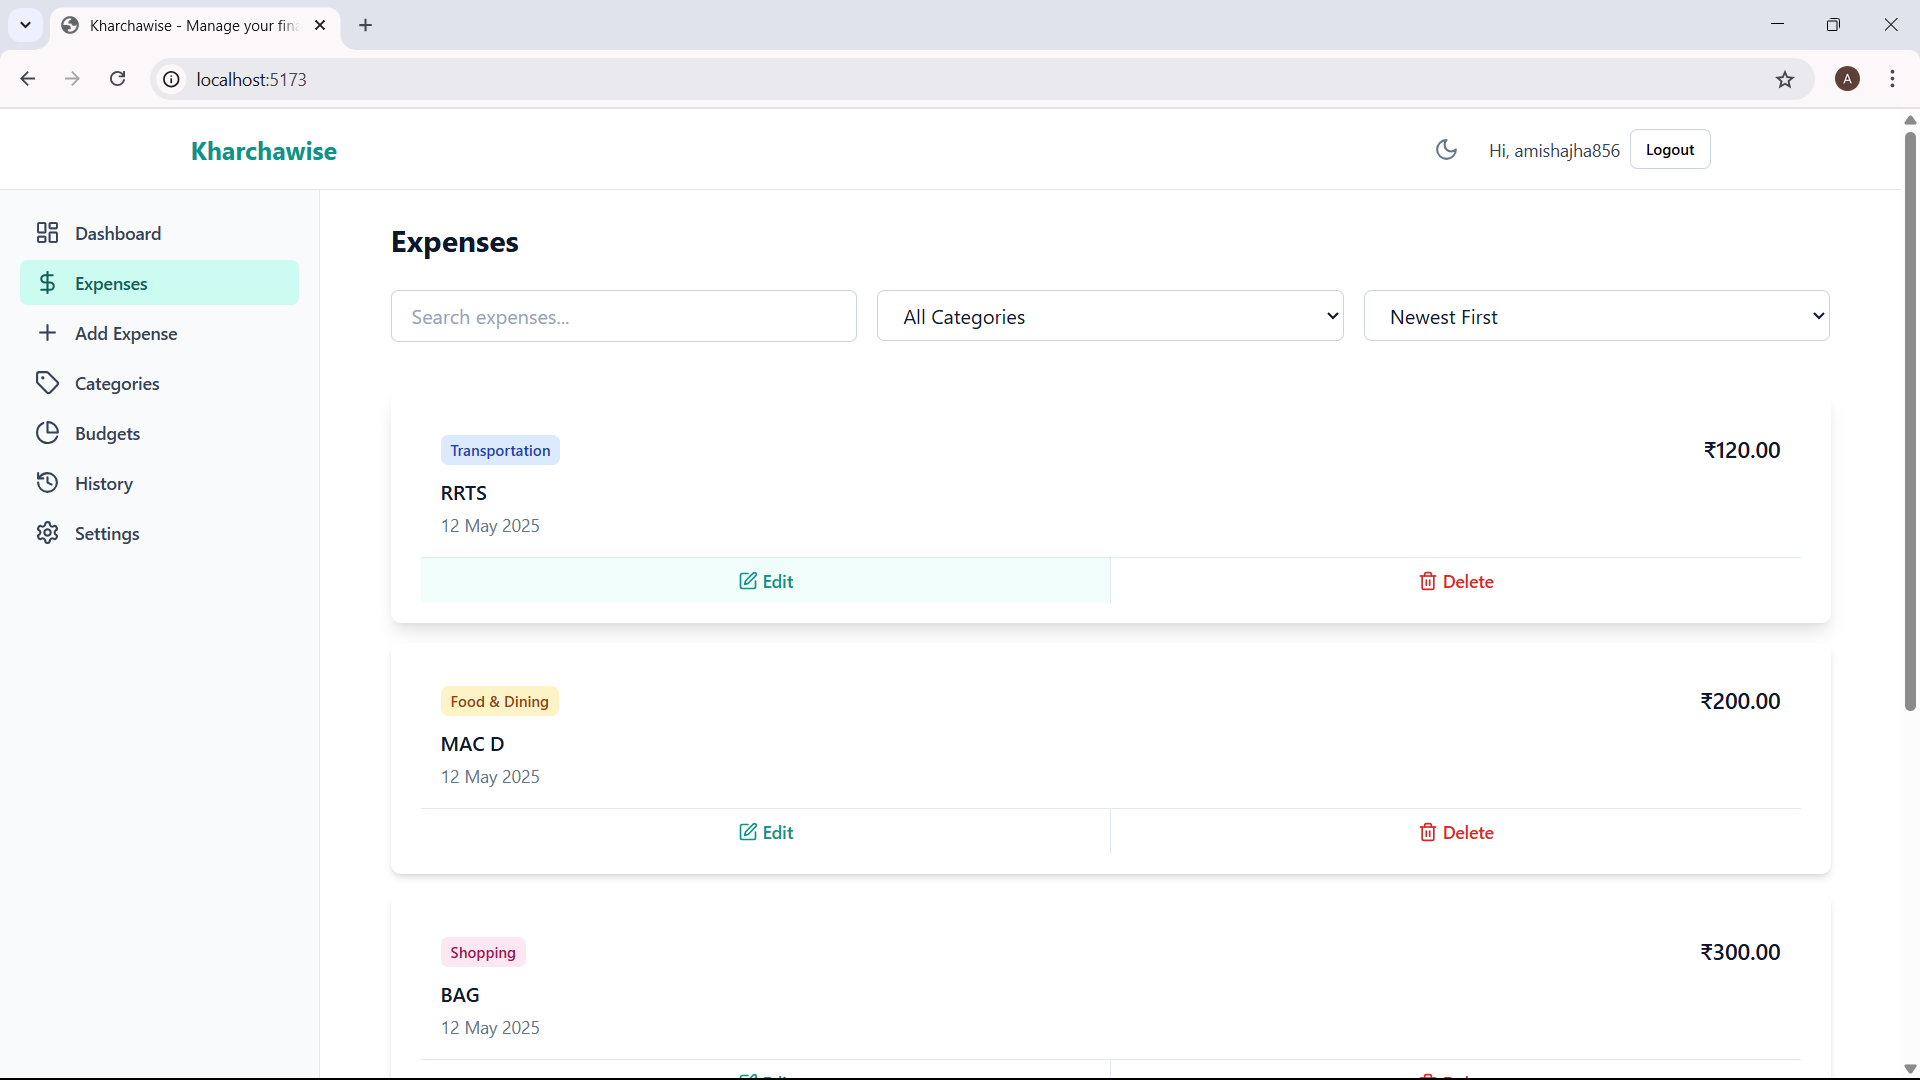 Kharchawise - Manage your fin
localhost:5173
A
Kharchawise
Hi, amishajha856
Logout
Dashboard
Expenses
Add Expense
Categories
Budgets
History
Settings
Expenses
Search expenses...
All Categories
Newest First
Transportation
₹120.00
RRTS
12 May 2025
Edit
Delete
Food & Dining
₹200.00
MAC D
12 May 2025
Edit
Delete
Shopping
₹300.00
BAG
12 May 2025